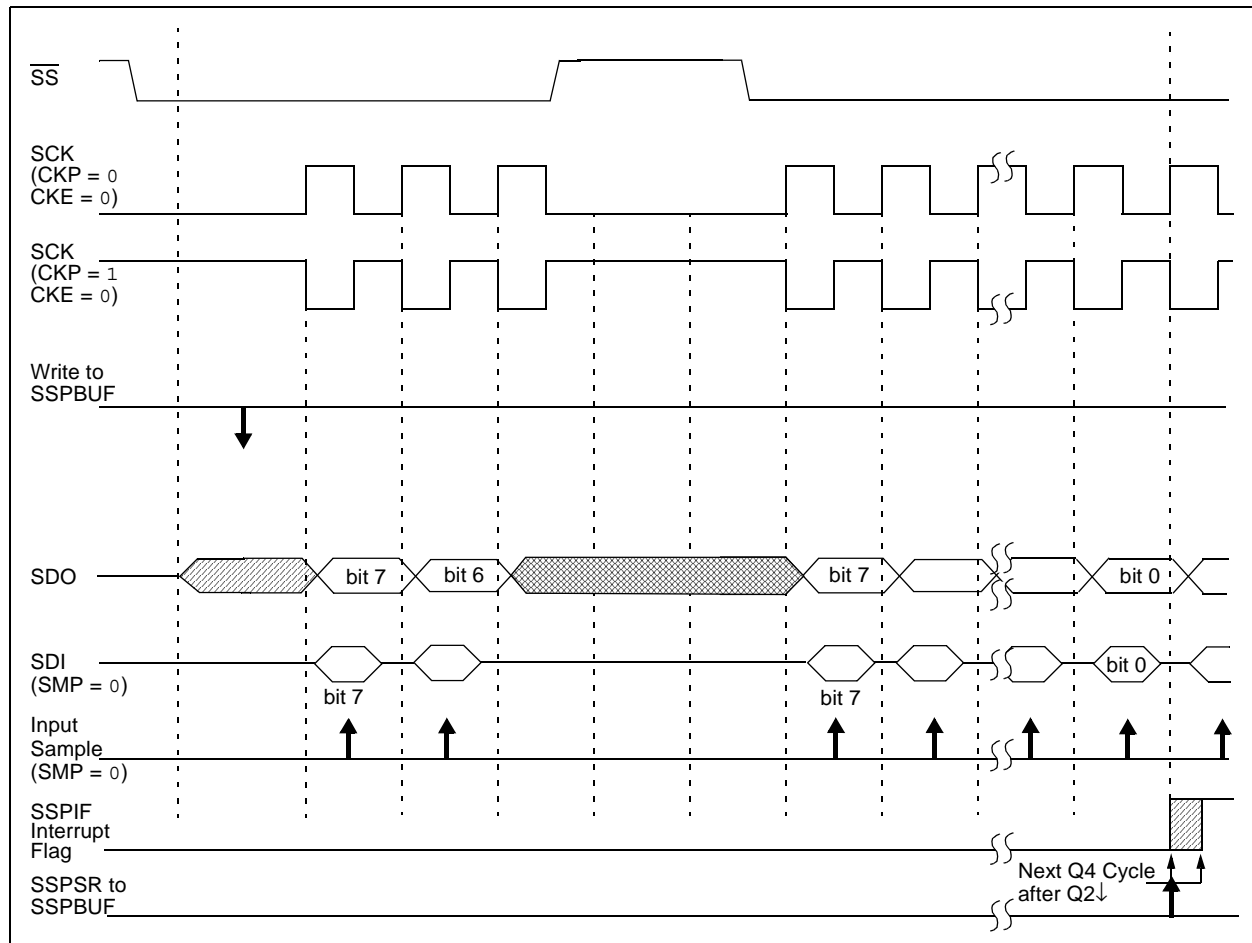 SS
SCK
(CKP = 0
CKE = 0)
SCK
(CKP = 1
CKE = 0)
Write to
SSPBUF
SDO
bit 7
bit 6
bit 7
bit 0
SDI
(SMP = 0)
bit 7
bit 7
bit 0
Input
Sample
(SMP = 0)
SSPIF
Interrupt
Flag
Next Q4 Cycle
after Q2↓
SSPSR to
SSPBUF